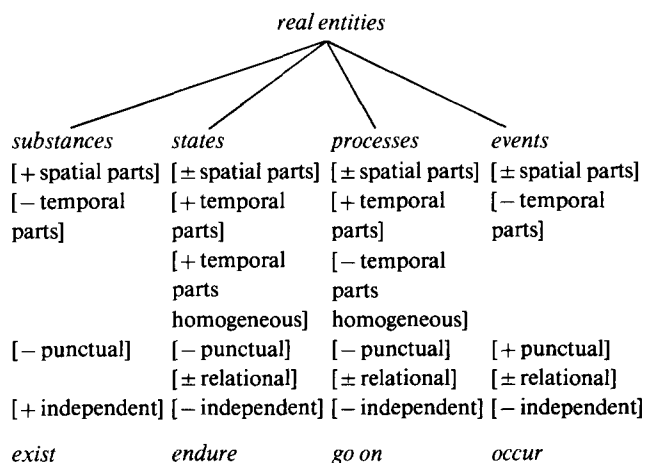 real entities
substances states processes events
[+ spatial parts] [± spatial parts] [± spatial parts] [± spatial parts]
[− temporal [+ temporal [+ temporal [− temporal
parts] parts] parts] parts]
[+ temporal [− temporal
parts parts
homogeneous] homogeneous]
[− punctual] [− punctual] [− punctual] [+ punctual]
[± relational] [± relational] [± relational]
[+ independent] [− independent] [− independent] [− independent]
exist endure go on occur